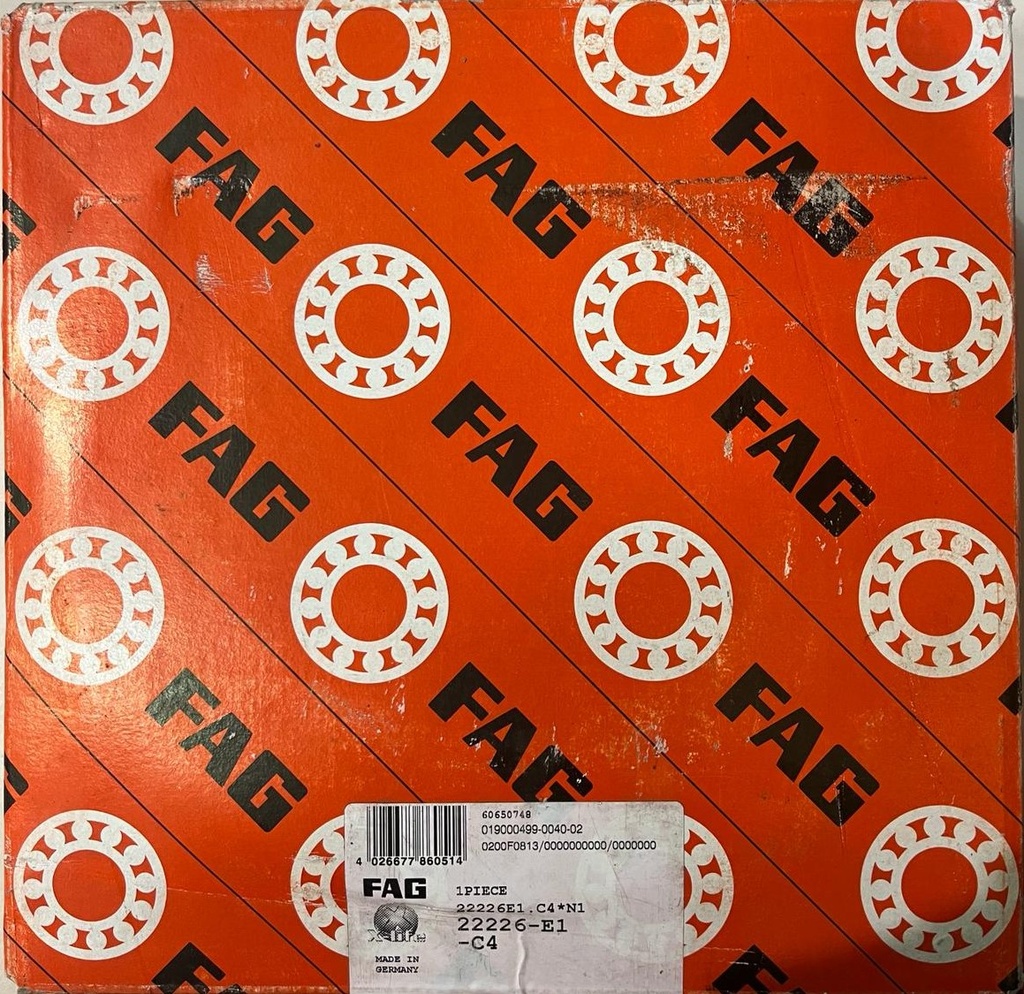 FAG
FAG
FAG
FAG
FAG
FAG
FAG
FAG
FAG
60650748
019000499-0040-02
0200F0813/0000000000/0000000
4 026677 860514
FAG
1PIECE
22226E1.C4*N1
22226-E1
-C4
X-life
MADE IN
GERMANY